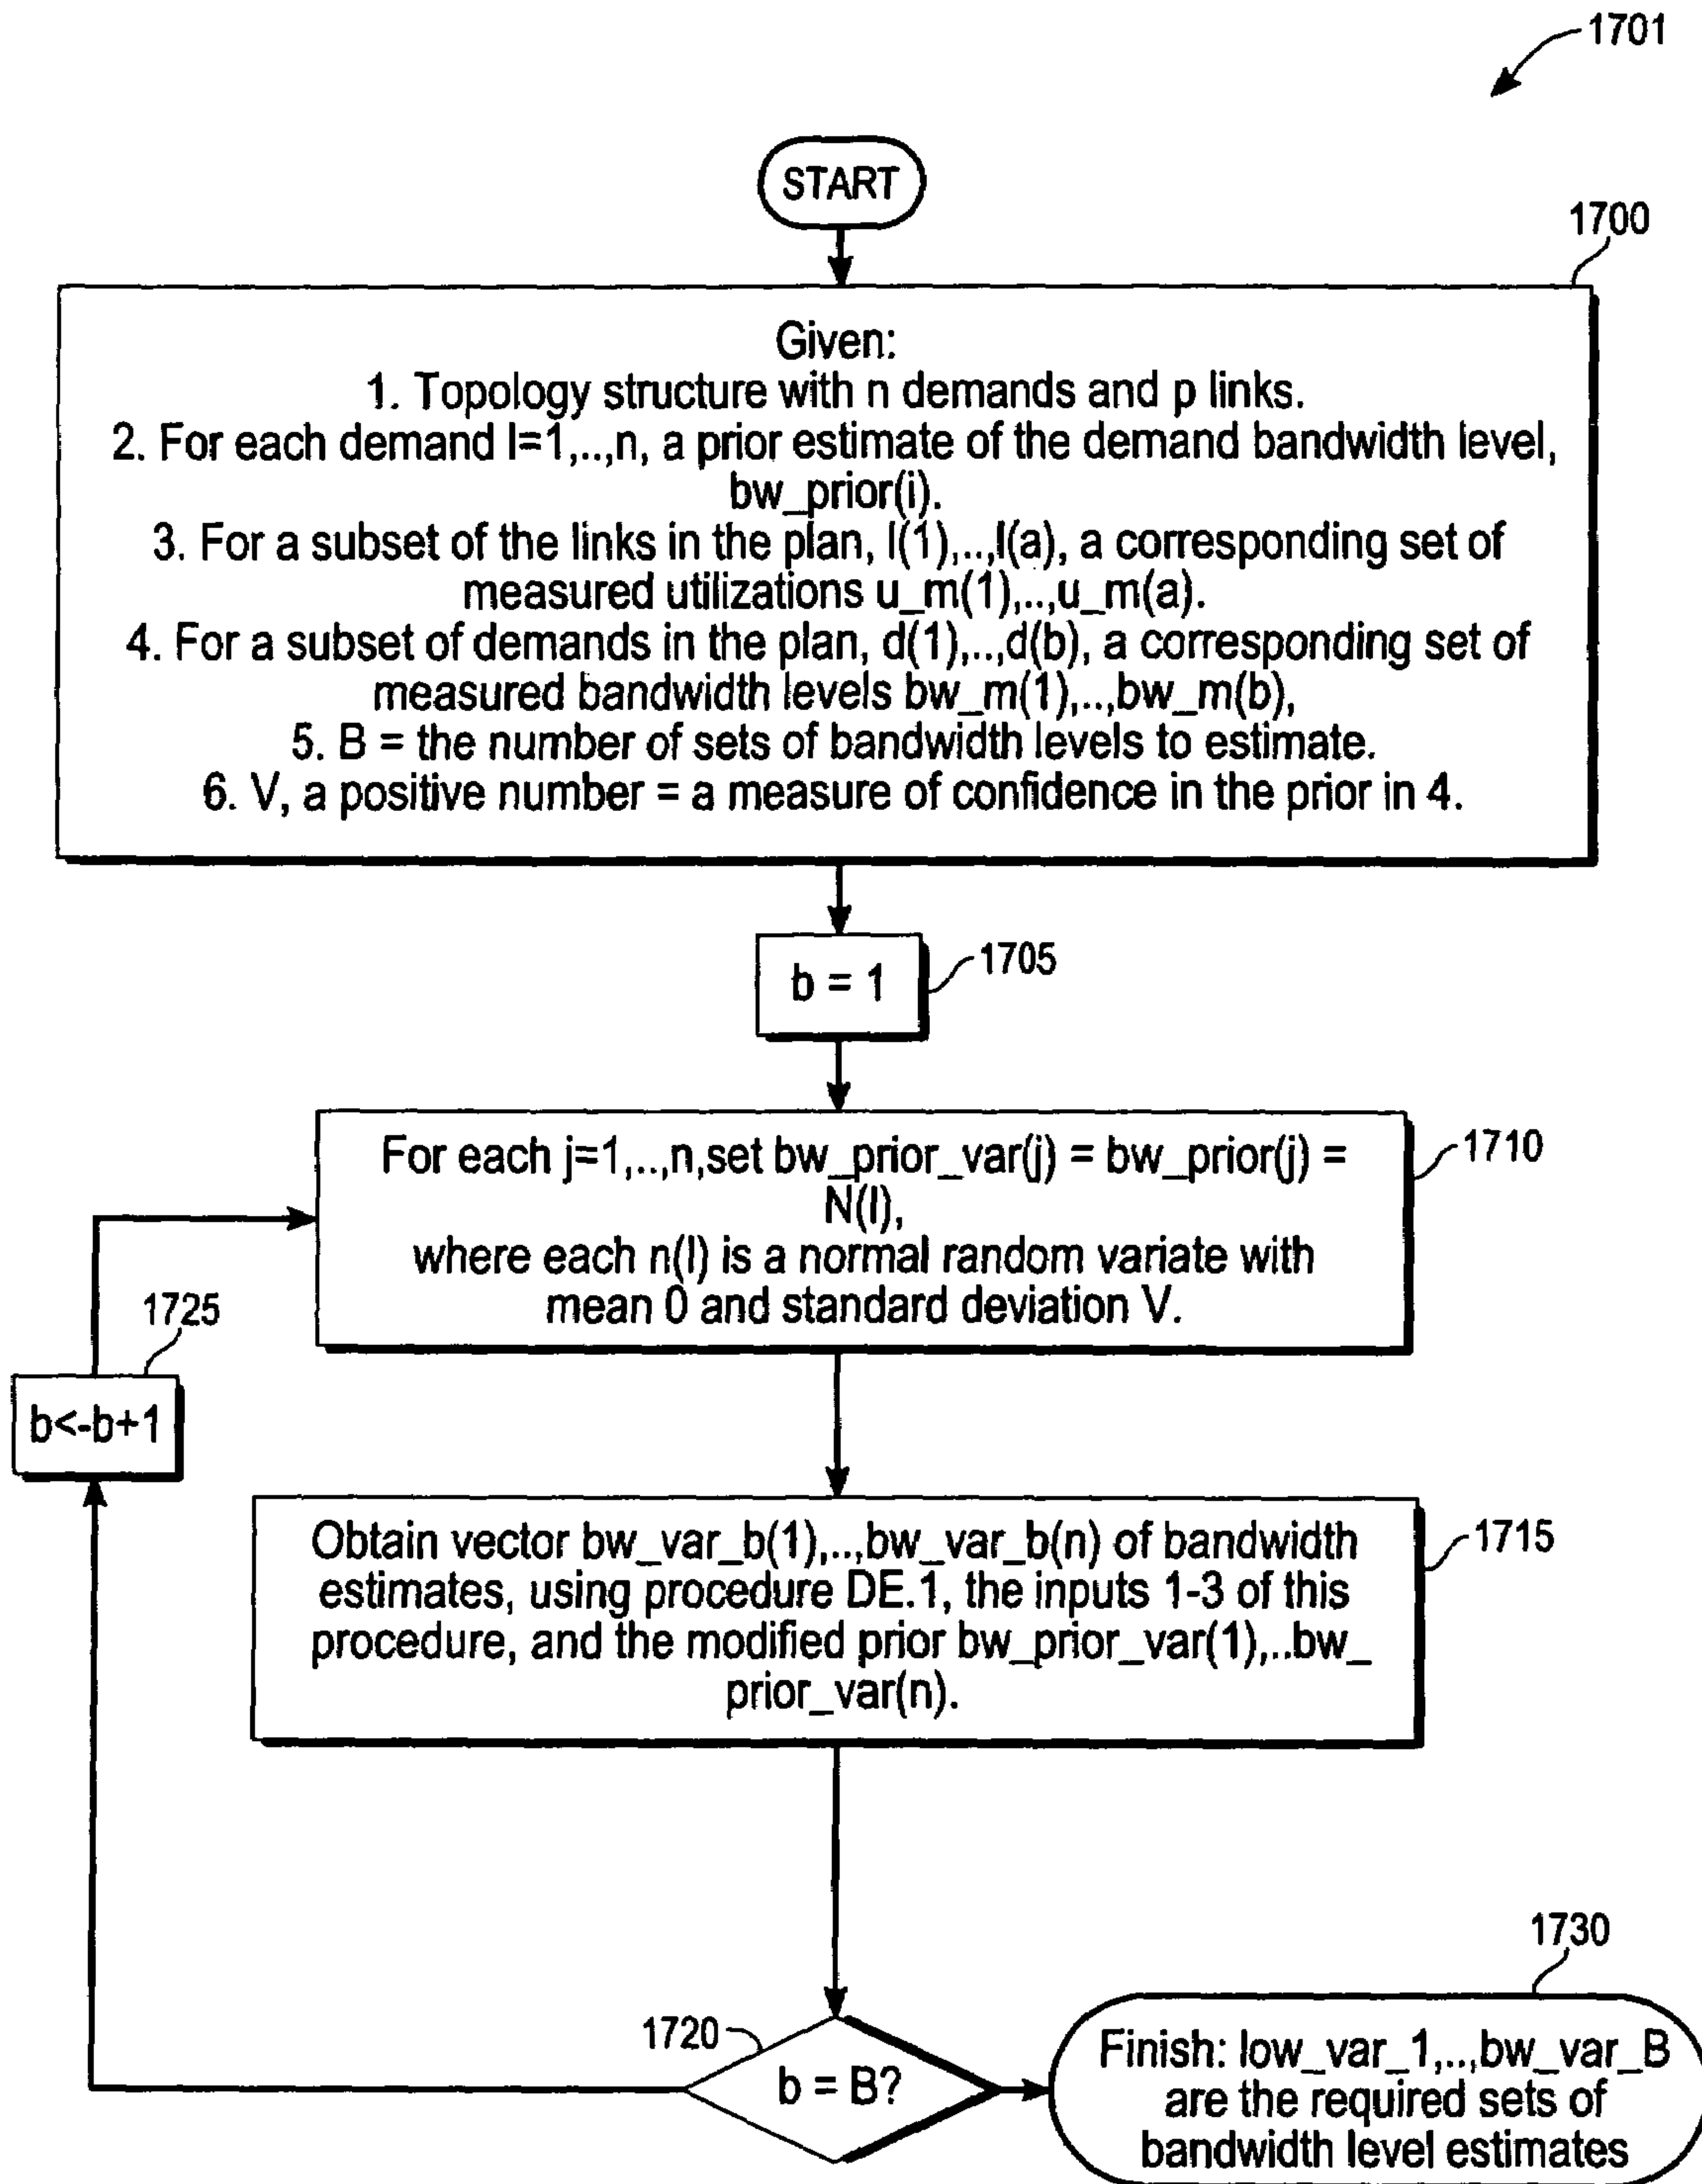 1701
START
1700
Given:
1. Topology structure with n demands and p links.
2. For each demand I=1,..,n, a prior estimate of the demand bandwidth level,
bw_prior(i).
3. For a subset of the links in the plan, l(1),..,l(a), a corresponding set of
measured utilizations u_m(1),..,u_m(a).
4. For a subset of demands in the plan, d(1),..,d(b), a corresponding set of
measured bandwidth levels bw_m(1),..,bw_m(b),
5. B = the number of sets of bandwidth levels to estimate.
6. V, a positive number = a measure of confidence in the prior in 4.
b = 1
1705
For each j=1,..,n,set bw_prior_var(j) = bw_prior(j) =
N(I),
where each n(I) is a normal random variate with
mean 0 and standard deviation V.
1710
1725
b<-b+1
Obtain vector bw_var_b(1),..,bw_var_b(n) of bandwidth
estimates, using procedure DE.1, the inputs 1-3 of this
procedure, and the modified prior bw_prior_var(1),..bw_
prior_var(n).
1715
1720
b = B?
1730
Finish: low_var_1,..,bw_var_B
are the required sets of
bandwidth level estimates